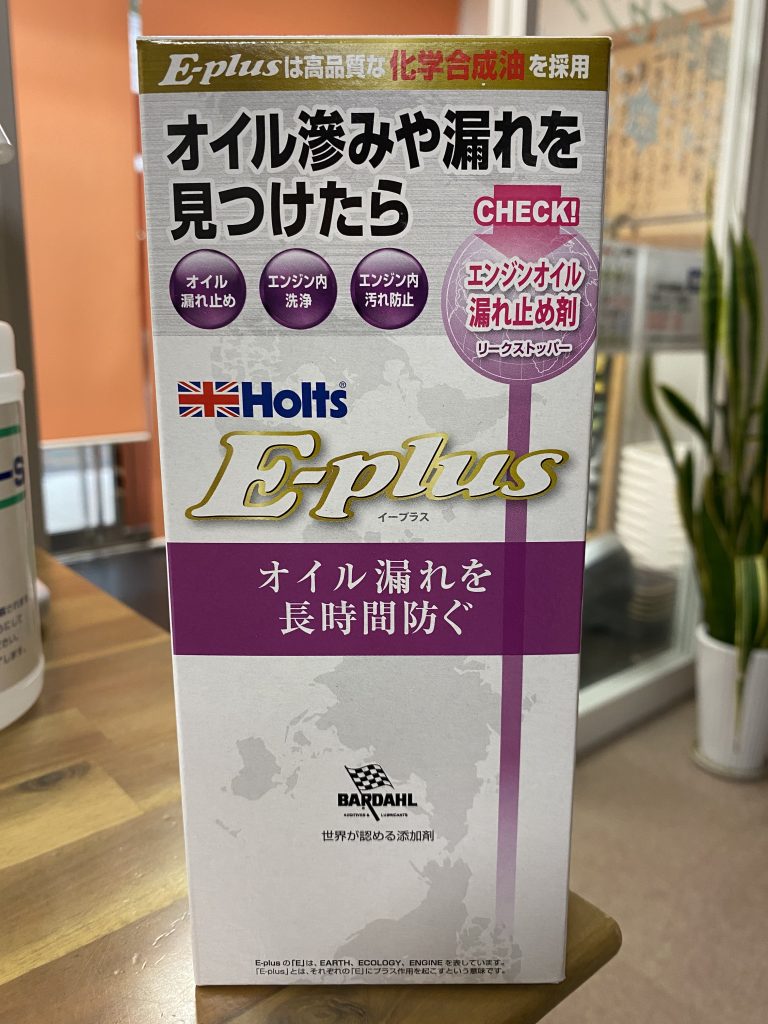 E-plusは高品質な化学合成油を採用
オイル滲みや漏れを
見つけたら
CHECK!
オイル
漏れ止め
エンジン内
洗浄
エンジン内
汚れ防止
エンジンオイル
漏れ止め剤
リークストッパー
Holts®
E-plus
イープラス
オイル漏れを
長時間防ぐ
BARDAHL
ADDITIVES & LUBRICANTS
世界が認める添加剤
E-plusの「E」は、EARTH、ECOLOGY、ENGINEを表しています。
「E-plus」とは、それぞれの「E」にプラス作用を起こすという意味です。